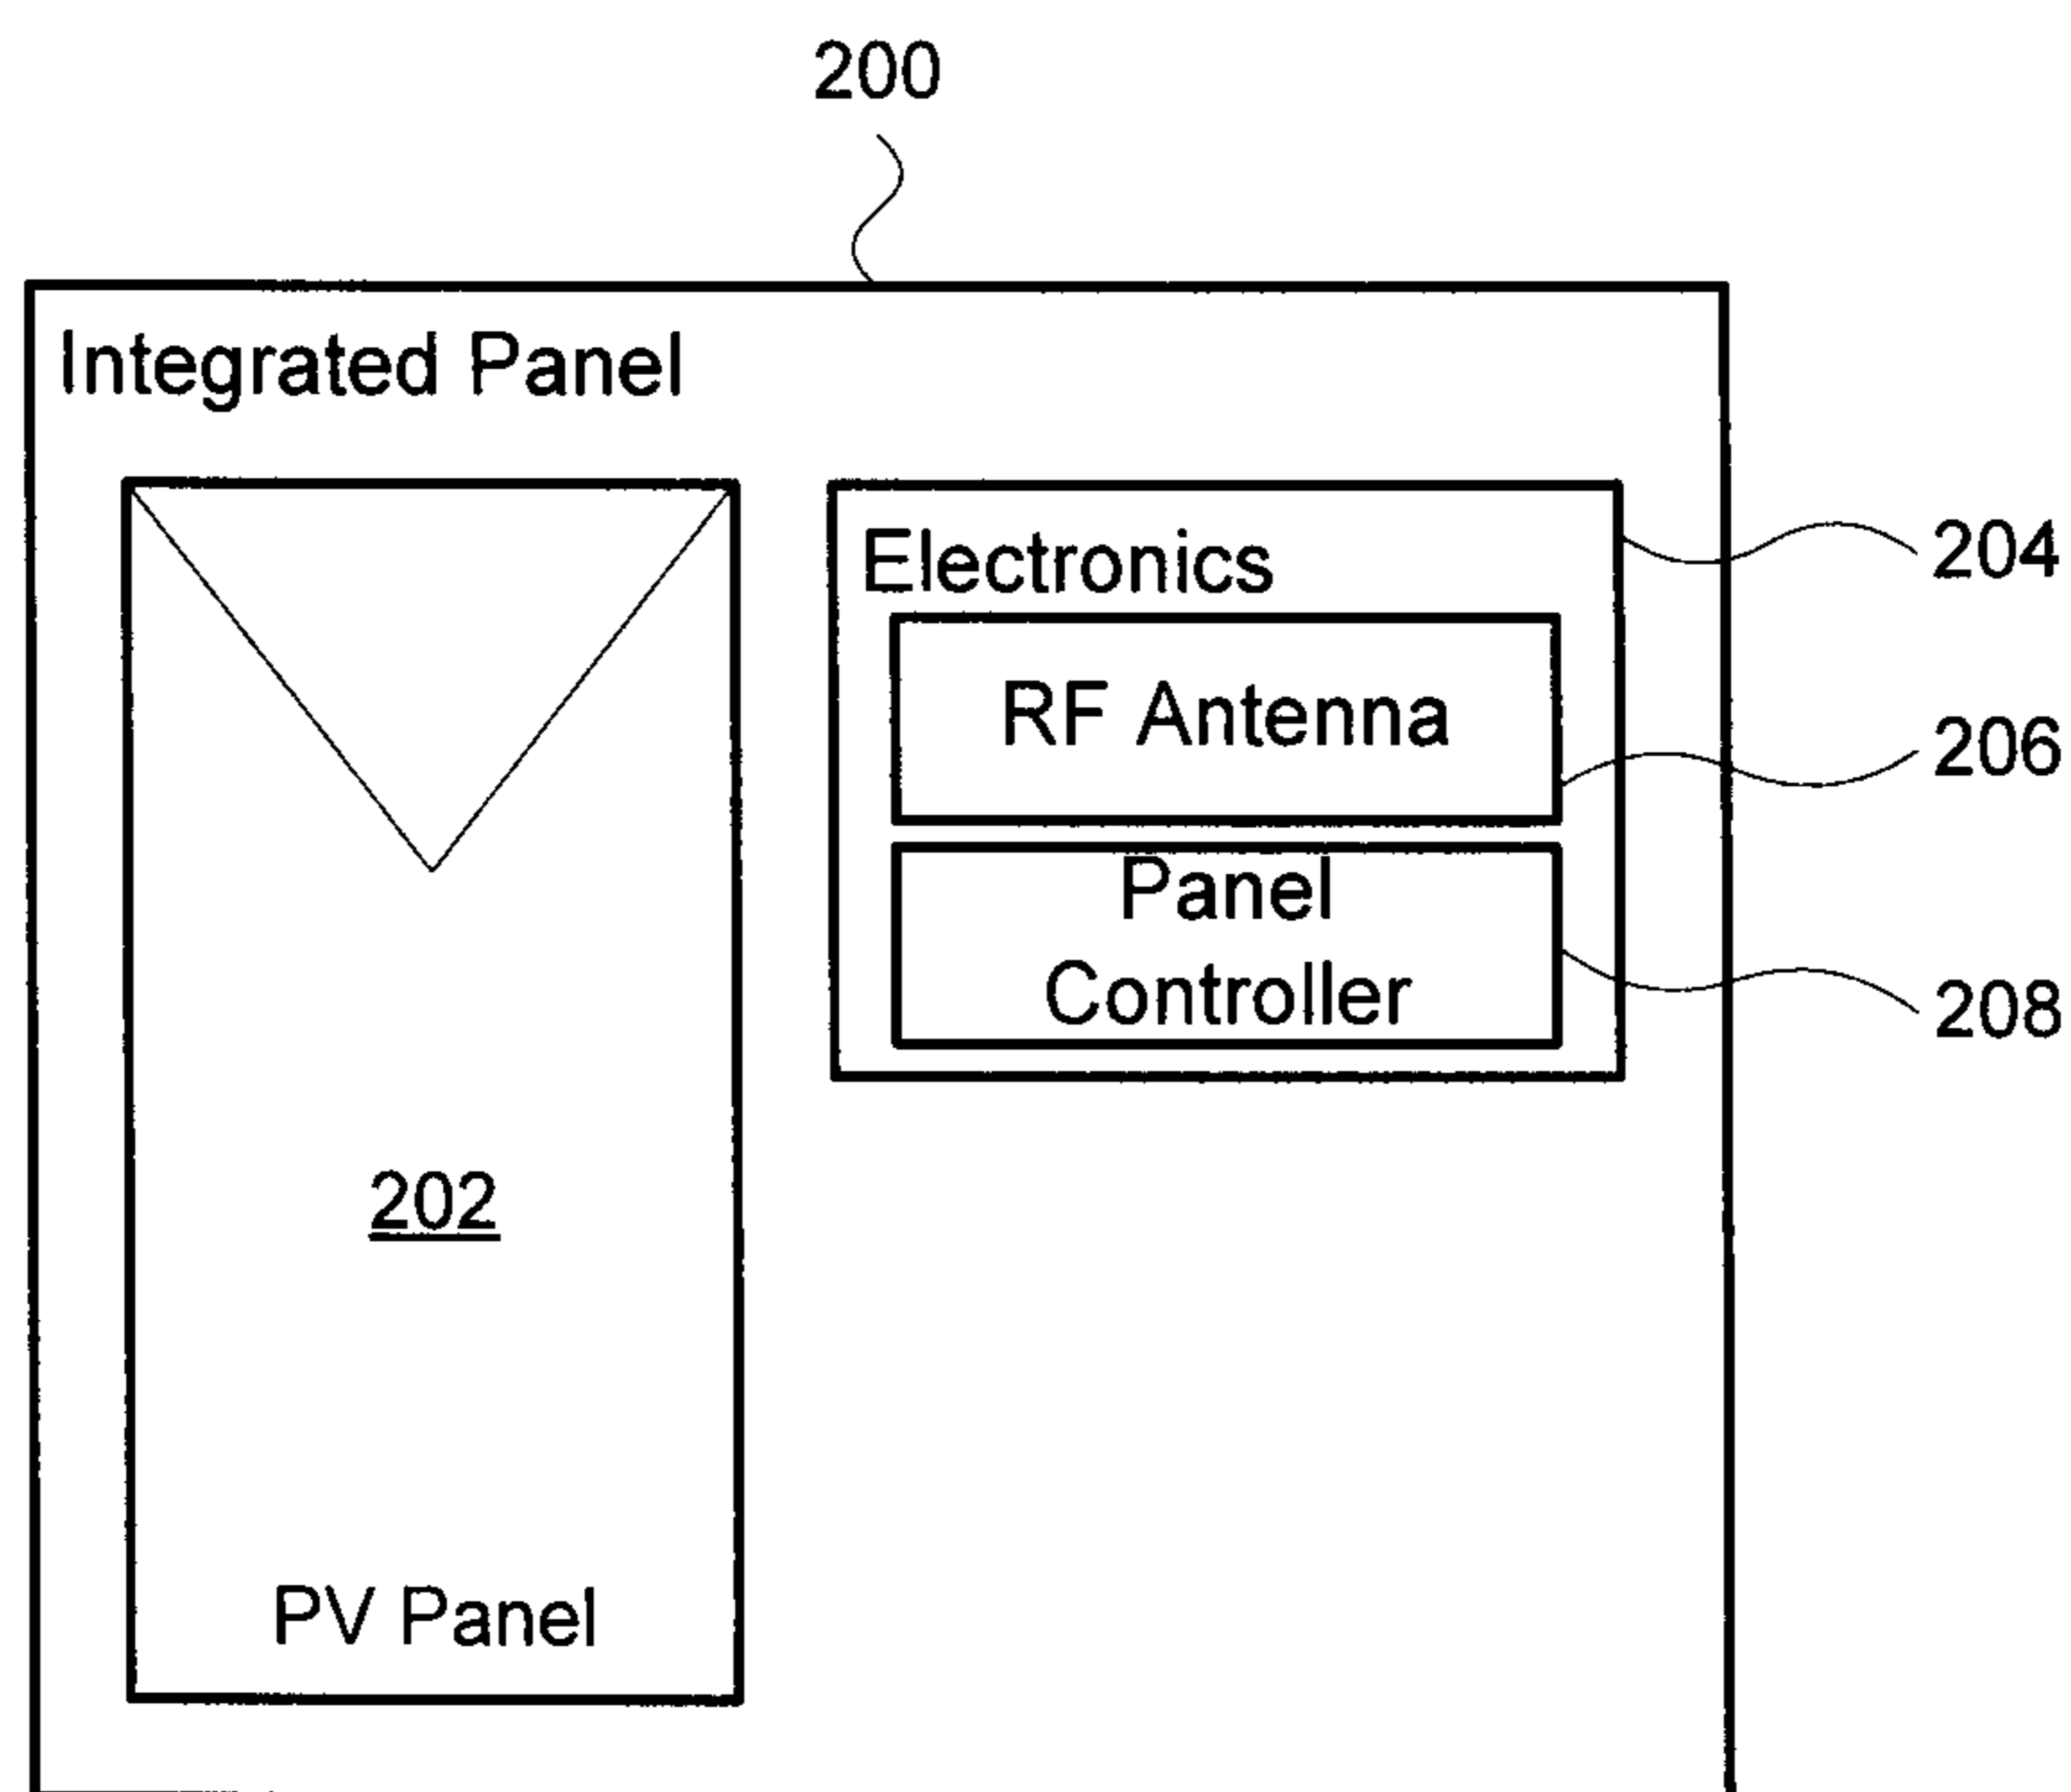 200
Integrated Panel
Electronics
204
RF Antenna
206
Panel
Controller
208
202
PV Panel